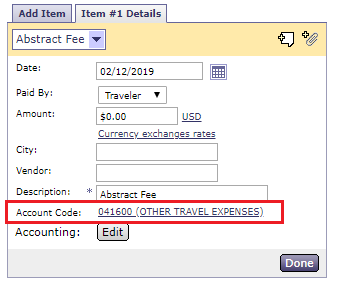 Add Item Item #1 Details
Abstract Fee
Date: 02/12/2019
Paid By: Traveler
Amount: $0.00 USD
Currency exchanges rates
City:
Vendor:
Description: * Abstract Fee
Account Code: 041600 (OTHER TRAVEL EXPENSES)
Accounting: Edit
Done